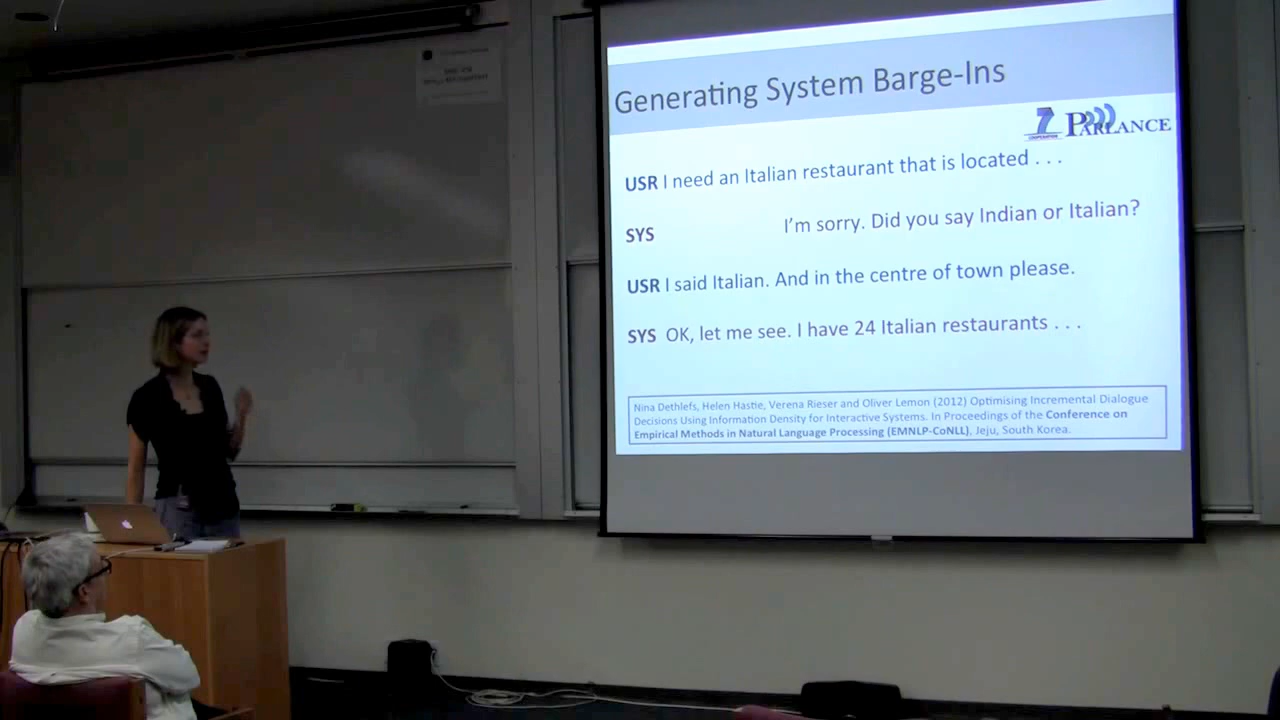 Generating System Barge-Ins
7
COOPERATION
PARLANCE
USR I need an Italian restaurant that is located . . .
SYS I'm sorry. Did you say Indian or Italian?
USR I said Italian. And in the centre of town please.
SYS OK, let me see. I have 24 Italian restaurants . . .
Nina Dethlefs, Helen Hastie, Verena Rieser and Oliver Lemon (2012) Optimising Incremental Dialogue
Decisions Using Information Density for Interactive Systems. In Proceedings of the Conference on
Empirical Methods in Natural Language Processing (EMNLP-CoNLL), Jeju, South Korea.